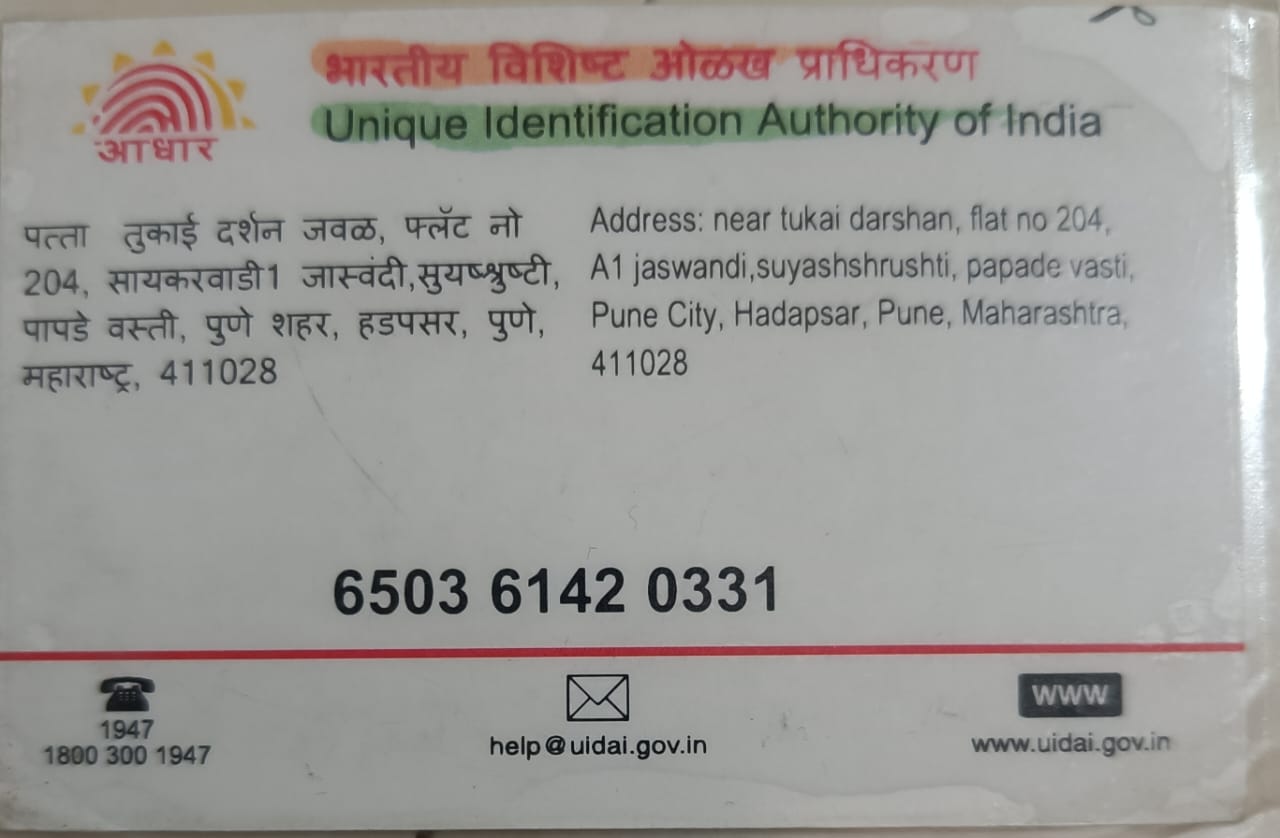 आधार
भारतीय विशिष्ट ओळख प्राधिकरण
Unique Identification Authority of India
पत्ता तुकाई दर्शन जवळ, फ्लॅट नो
204, सायकरवाडी1 जास्वंदी,सुयष्श्रुष्टी,
पापडे वस्ती, पुणे शहर, हडपसर, पुणे,
महाराष्ट्र, 411028
Address: near tukai darshan, flat no 204,
A1 jaswandi,suyashshrushti, papade vasti,
Pune City, Hadapsar, Pune, Maharashtra,
411028
6503 6142 0331
1947
1800 300 1947
help@uidai.gov.in
www
www.uidai.gov.in